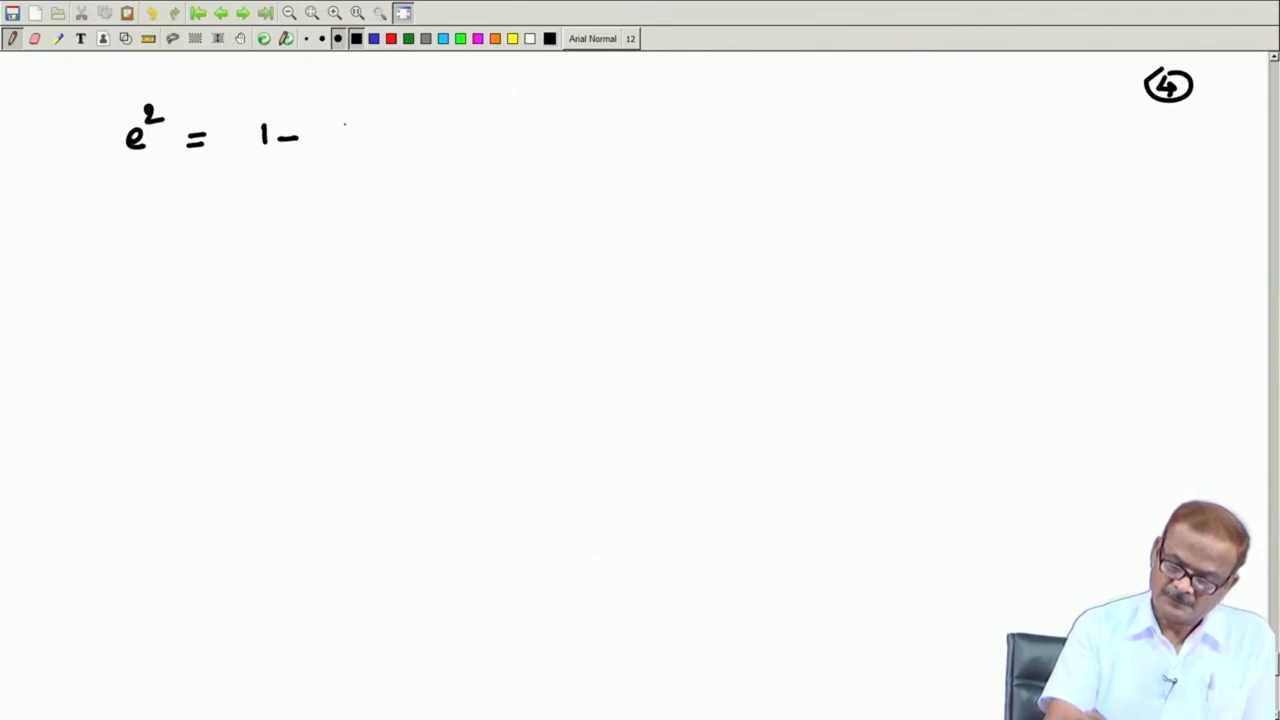 Arial Normal 12
④
e² = 1 -